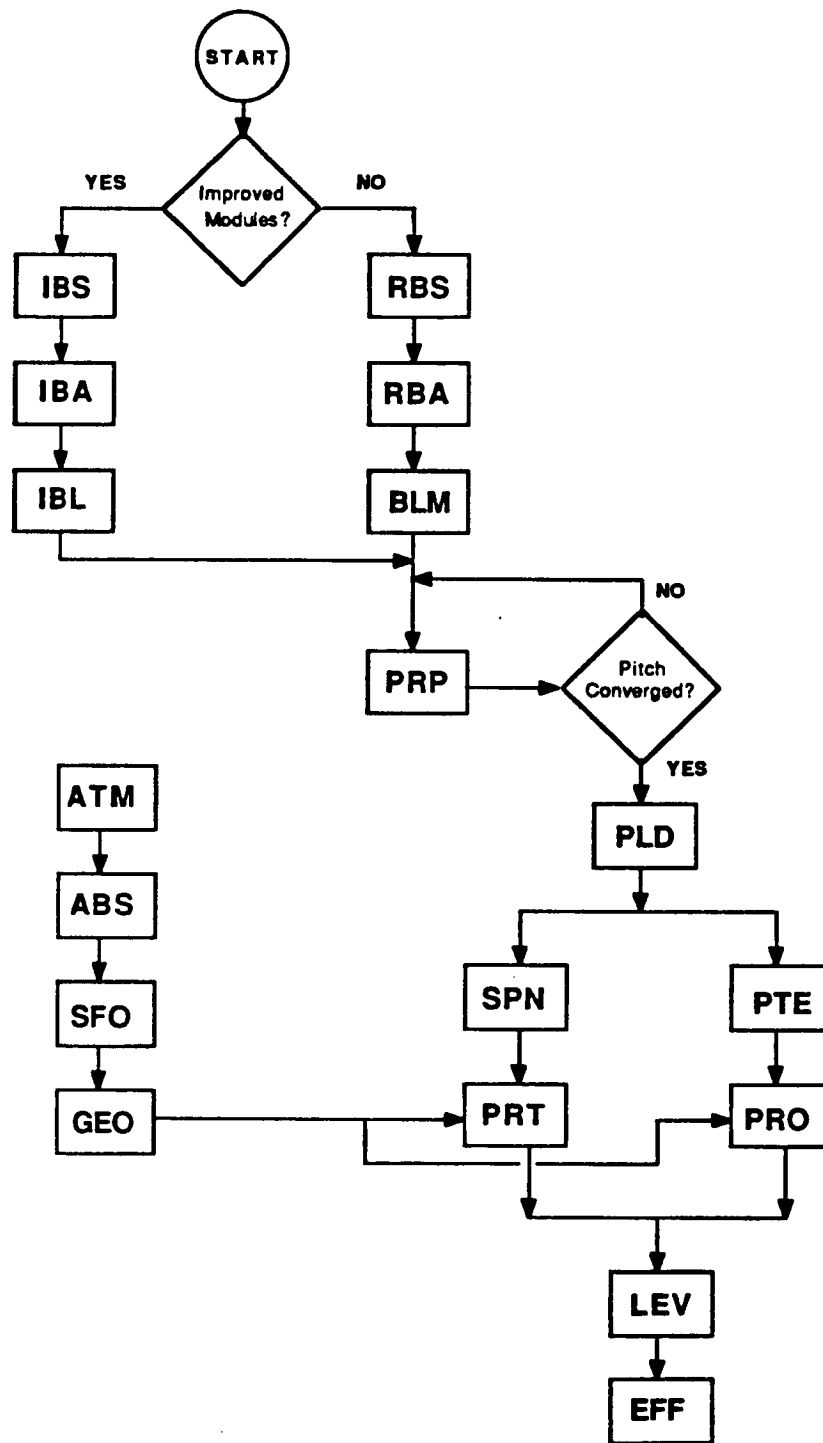 START
YES
Improved
Modules?
NO
IBS
RBS
IBA
RBA
IBL
BLM
NO
PRP
Pitch
Converged?
YES
ATM
PLD
ABS
SPN
PTE
SFO
GEO
PRT
PRO
LEV
EFF